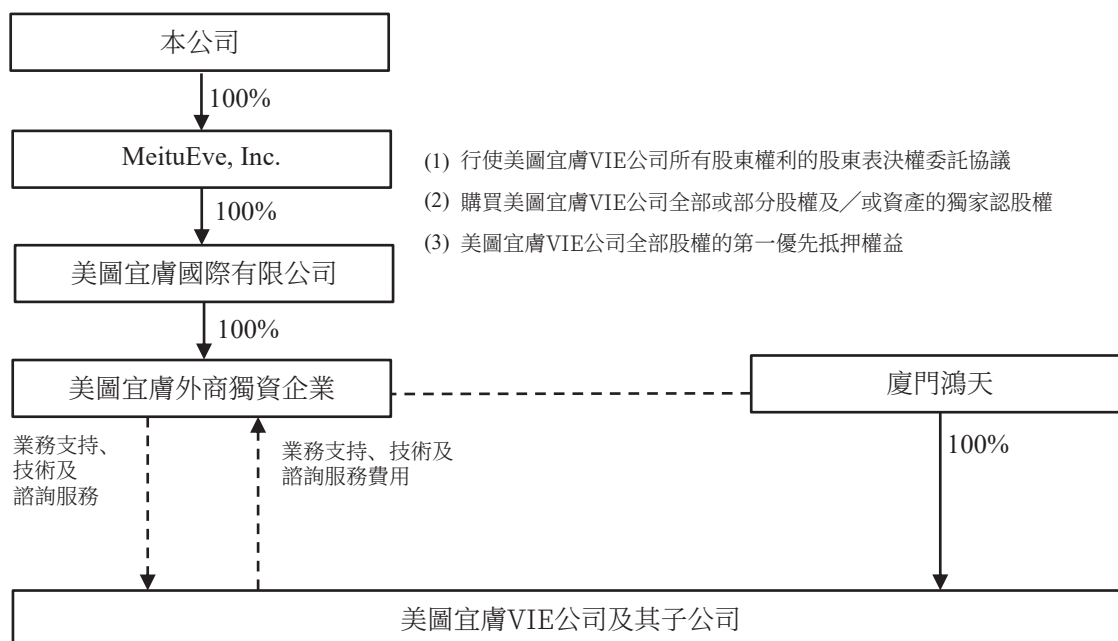 本公司
100%
MeituEve, Inc.
(1) 行使美圖宜膚VIE公司所有股東權利的股東表決權委託協議
(2) 購買美圖宜膚VIE公司全部或部分股權及／或資產的獨家認股權
(3) 美圖宜膚VIE公司全部股權的第一優先抵押權益
100%
美圖宜膚國際有限公司
100%
美圖宜膚外商獨資企業
廈門鴻天
業務支持、
技術及
諮詢服務
業務支持、技術及
諮詢服務費用
100%
美圖宜膚VIE公司及其子公司